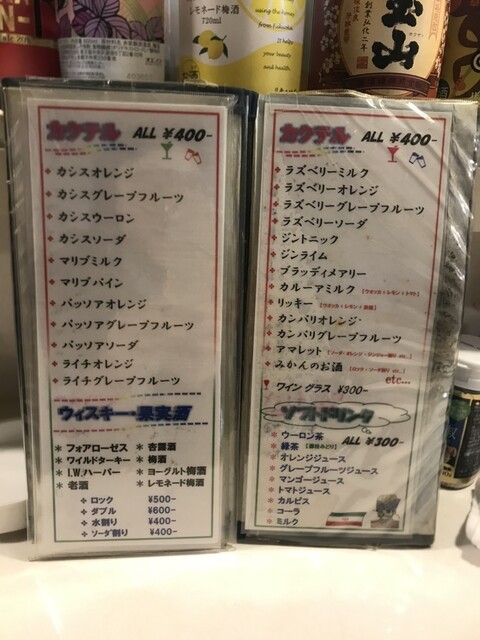 レモネード梅酒
720ml
using the home
from Fukuoka
It helps
your beauty
and health.
宝山
カクテル ALL ¥400-
カシスオレンジ
カシスグレープフルーツ
カシスウーロン
カシスソーダ
マリブミルク
マリブパイン
パッソアオレンジ
パッソアグレープフルーツ
パッソアソーダ
ライチオレンジ
ライチグレープフルーツ
ウィスキー・果実酒
＊フォアローゼス ＊杏露酒
＊ワイルドターキー ＊梅酒
＊I.W.ハーパー ＊ヨーグルト梅酒
＊老酒 ＊レモネード梅酒
ロック ¥500-
ダブル ¥600-
水割り ¥400-
ソーダ割り ¥400-
カクテル ALL ¥400-
ラズベリーミルク
ラズベリーオレンジ
ラズベリーグレープフルーツ
ラズベリーソーダ
ジントニック
ジンライム
ブラッディメアリー
カルーアミルク
リッキー
カンパリオレンジ
カンパリグレープフルーツ
アマレット
みかんのお酒
etc...
ワイン グラス ¥300-
ソフトドリンク
ALL ¥300-
ウーロン茶
緑茶
オレンジジュース
グレープフルーツジュース
マンゴージュース
トマトジュース
カルピス
コーラ
ミルク